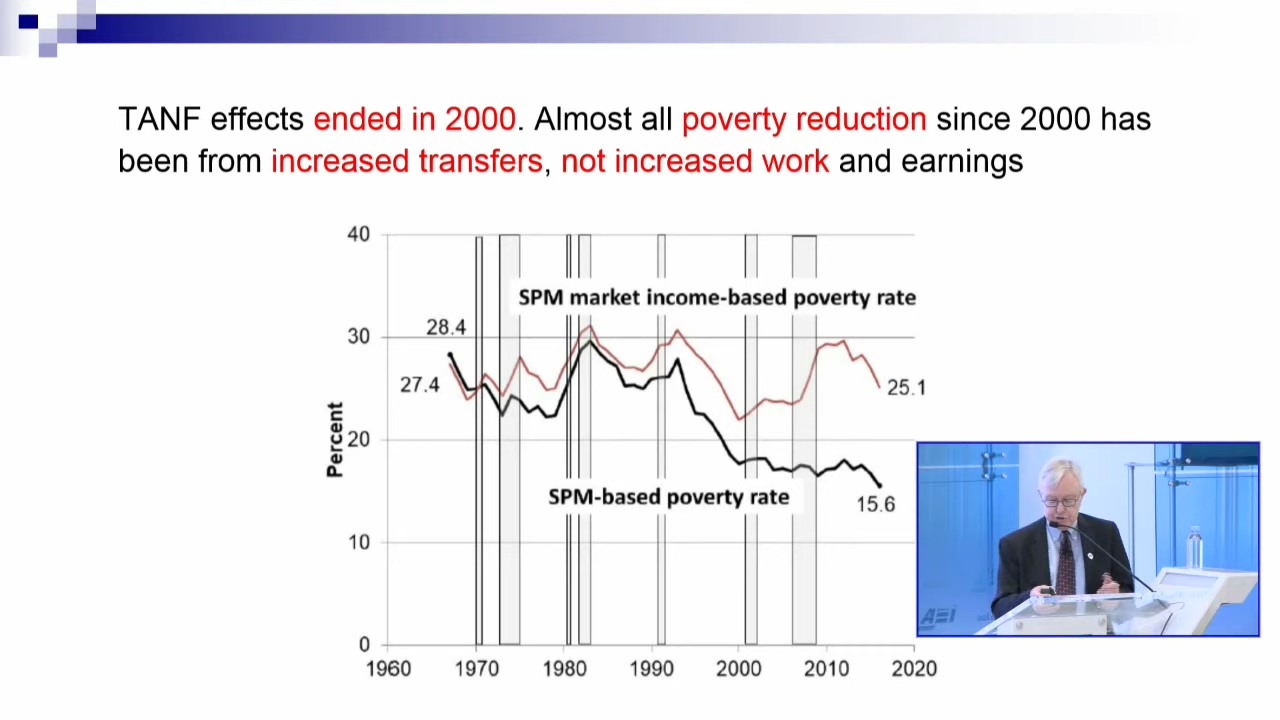 TANF effects ended in 2000. Almost all poverty reduction since 2000 has
been from increased transfers, not increased work and earnings
40
SPM market income-based poverty rate
28.4
30
27.4
25.1
Percent
20
SPM-based poverty rate
15.6
10
0
1960 1970 1980 1990 2000 2010 2020
AEI